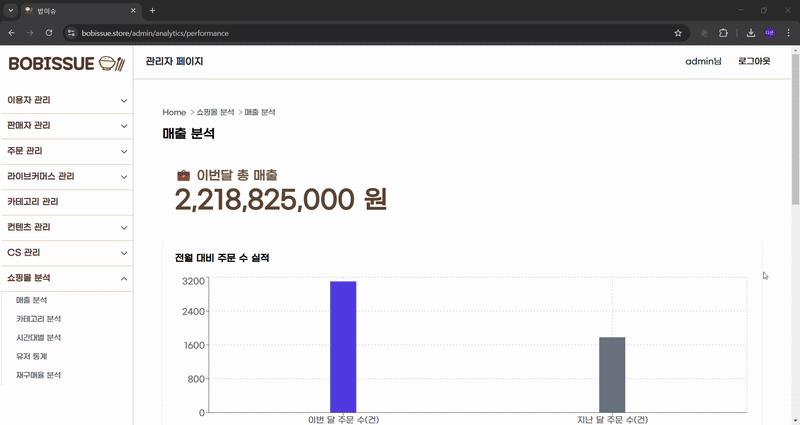 밥이슈
bobissue.store/admin/analytics/performance
다은
BOBISSUE
관리자 페이지
admin님
로그아웃
이용자 관리
판매자 관리
주문 관리
라이브커머스 관리
카테고리 관리
컨텐츠 관리
CS 관리
쇼핑몰 분석
매출 분석
카테고리 분석
시간대별 분석
유저 통계
재구매율 분석
Home > 쇼핑몰 분석 > 매출 분석
매출 분석
이번달 총 매출
2,218,825,000 원
전월 대비 주문 수 실적
3200
2400
1600
800
0
이번 달 주문 수(건)
지난 달 주문 수(건)